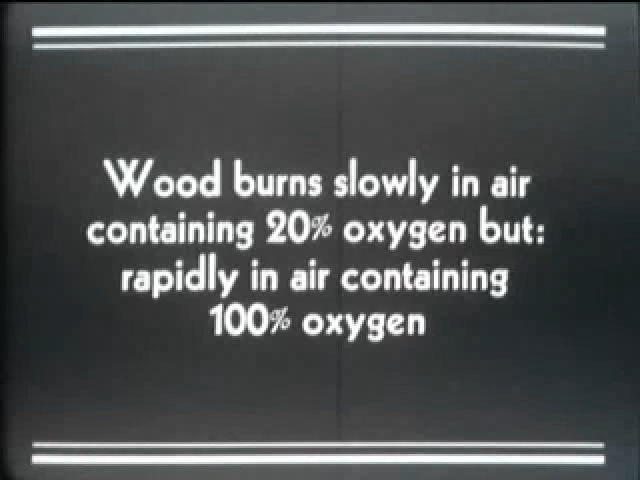 Wood burns slowly in air
containing 20% oxygen but:
rapidly in air containing
100% oxygen